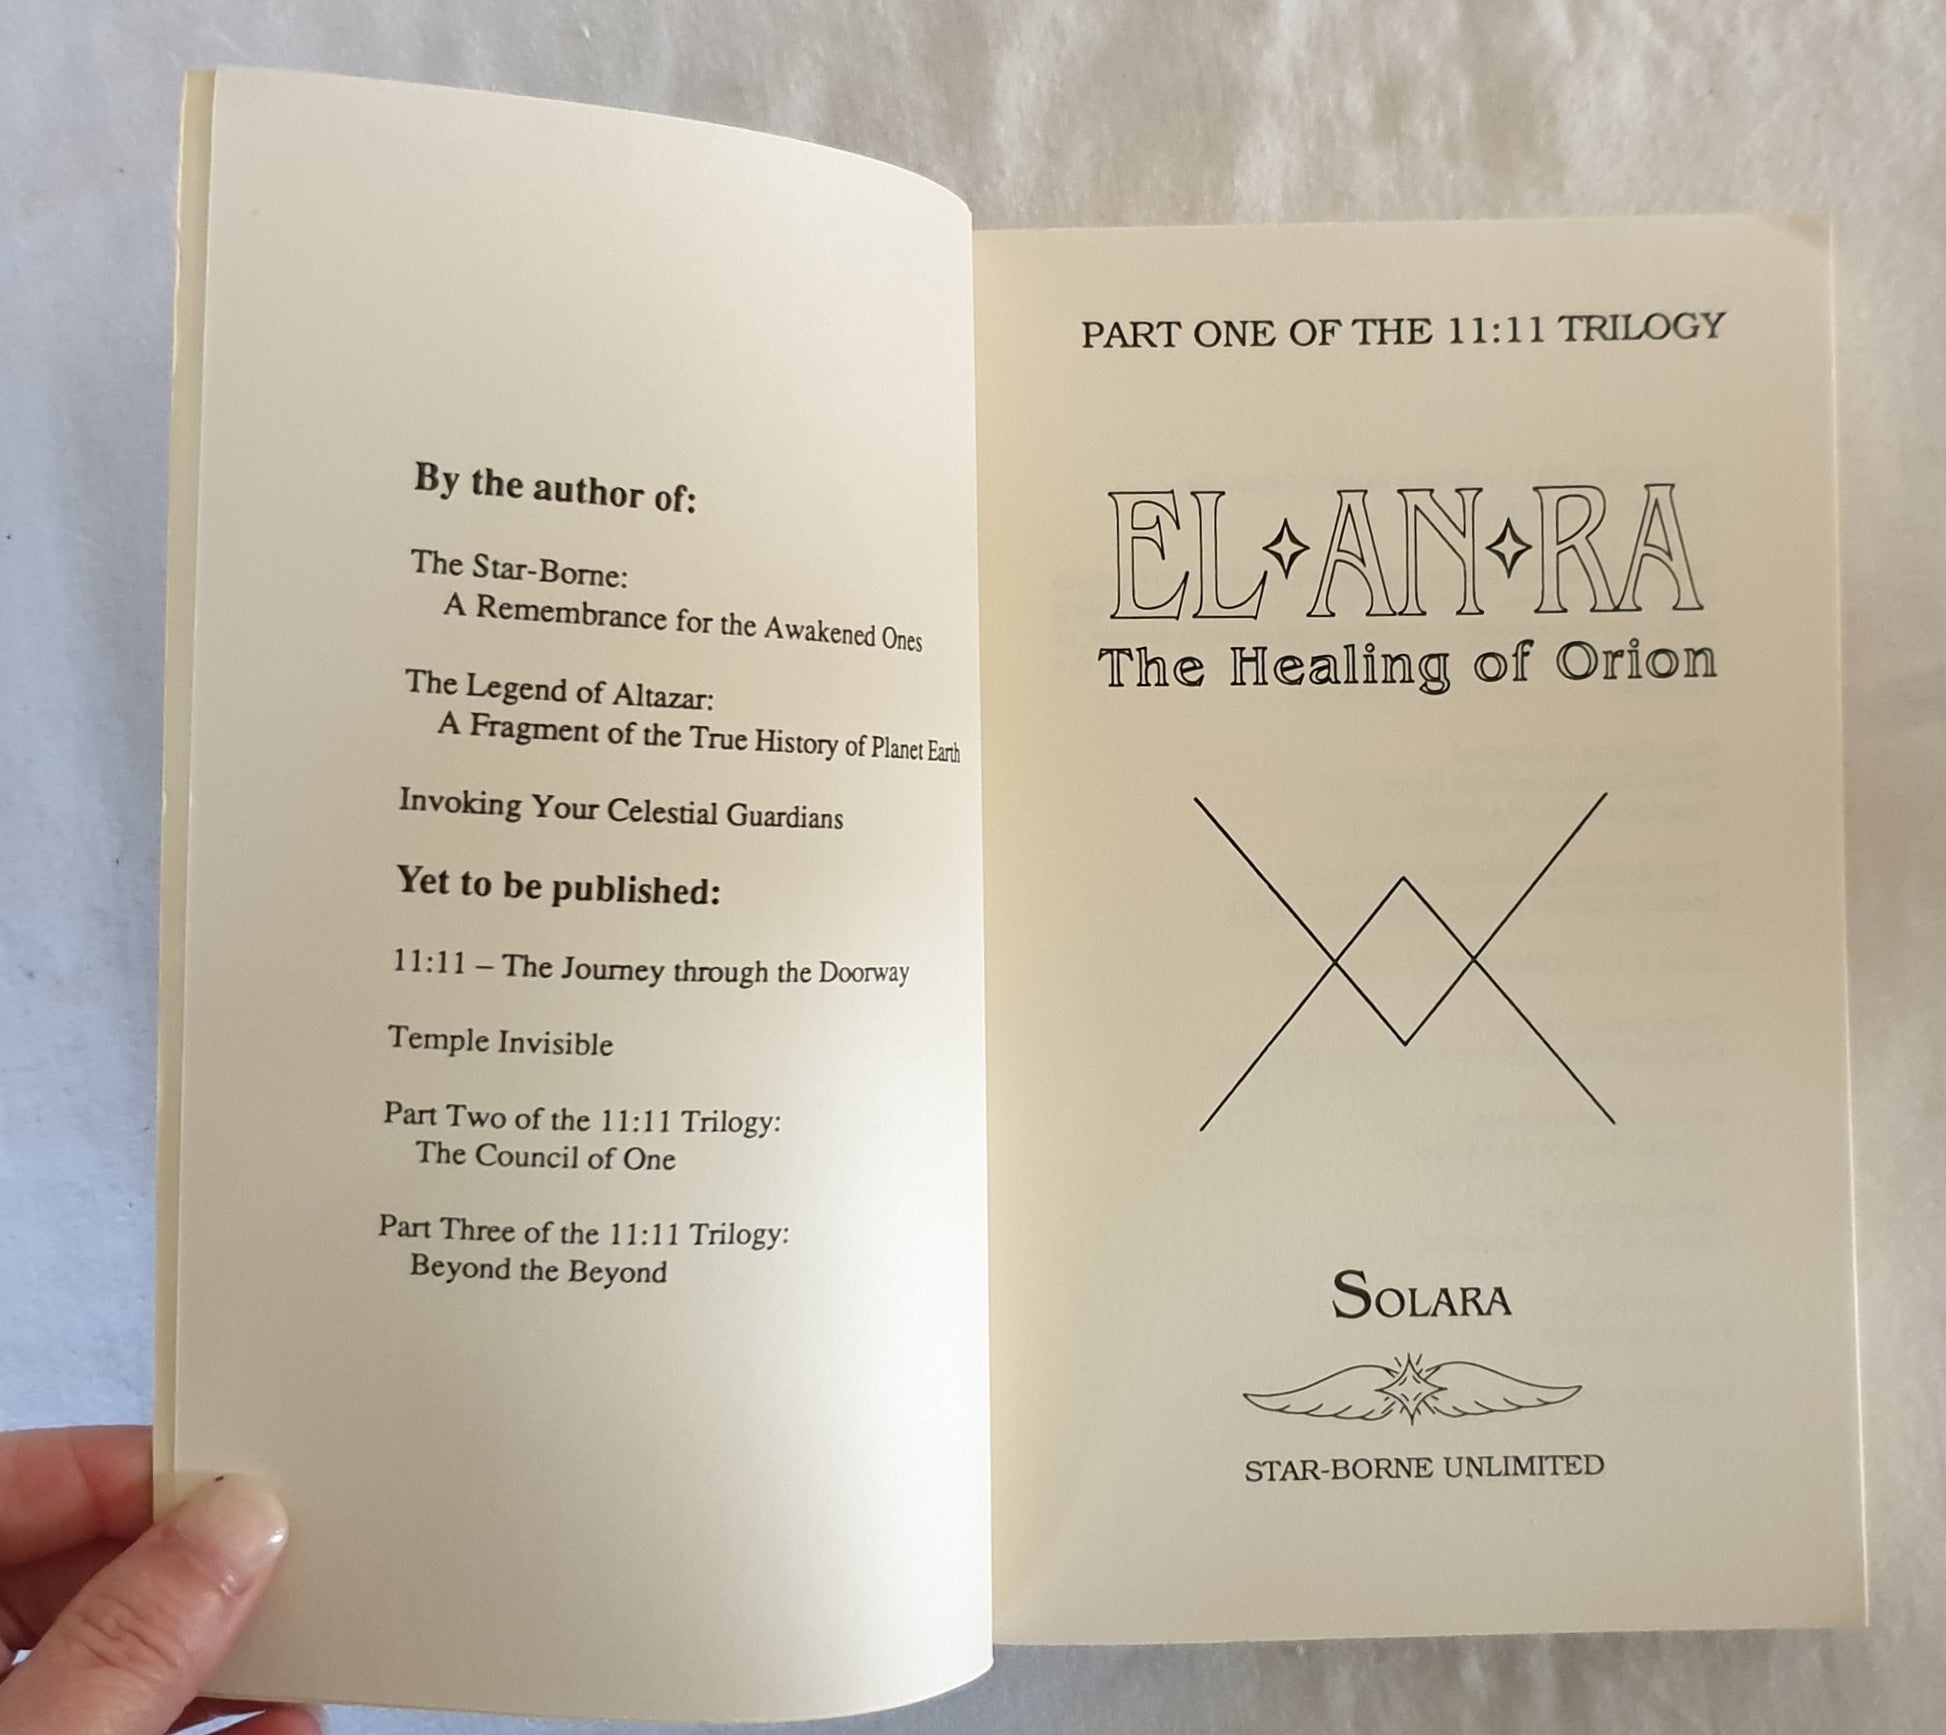 By the author of:
The Star-Borne:
A Remembrance for the Awakened Ones
The Legend of Altazar:
A Fragment of the True History of Planet Earth
Invoking Your Celestial Guardians
Yet to be published:
11:11 – The Journey through the Doorway
Temple Invisible
Part Two of the 11:11 Trilogy:
The Council of One
Part Three of the 11:11 Trilogy:
Beyond the Beyond
PART ONE OF THE 11:11 TRILOGY
EL✧AN✧RA
The Healing of Orion
SOLARA
STAR-BORNE UNLIMITED